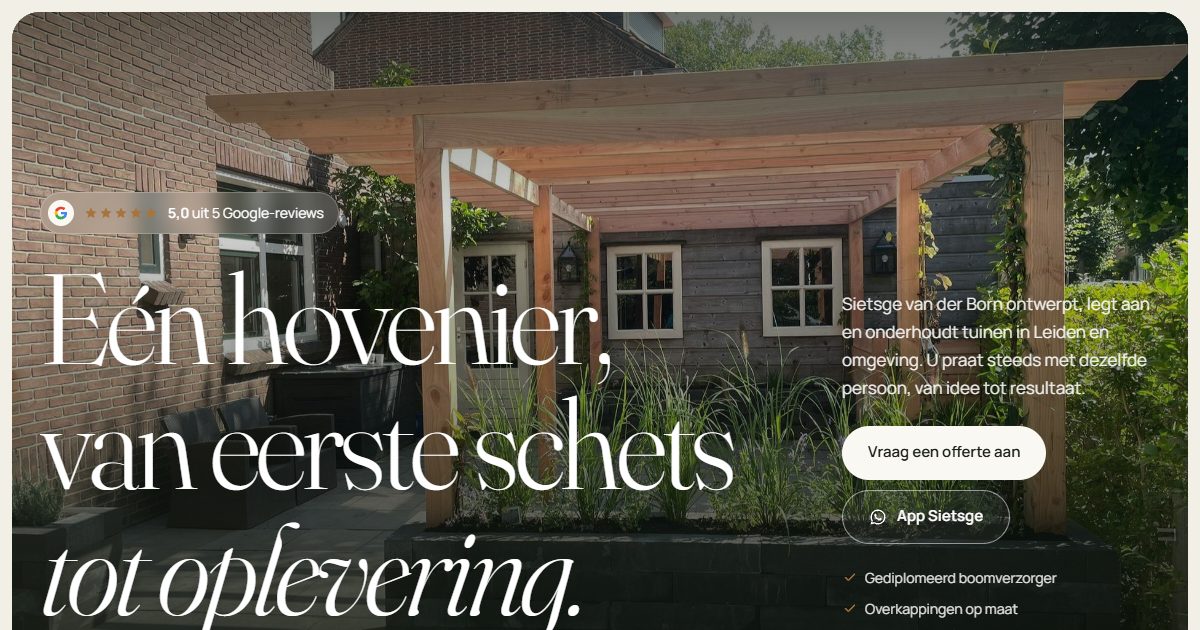 5,0 uit 5 Google-reviews
Eén hovenier,
van eerste schets
tot oplevering.
Sietsge van der Born ontwerpt, legt aan
en onderhoudt tuinen in Leiden en
omgeving. U praat steeds met dezelfde
persoon, van idee tot resultaat.
Vraag een offerte aan
App Sietsge
Gediplomeerd boomverzorger
Overkappingen op maat